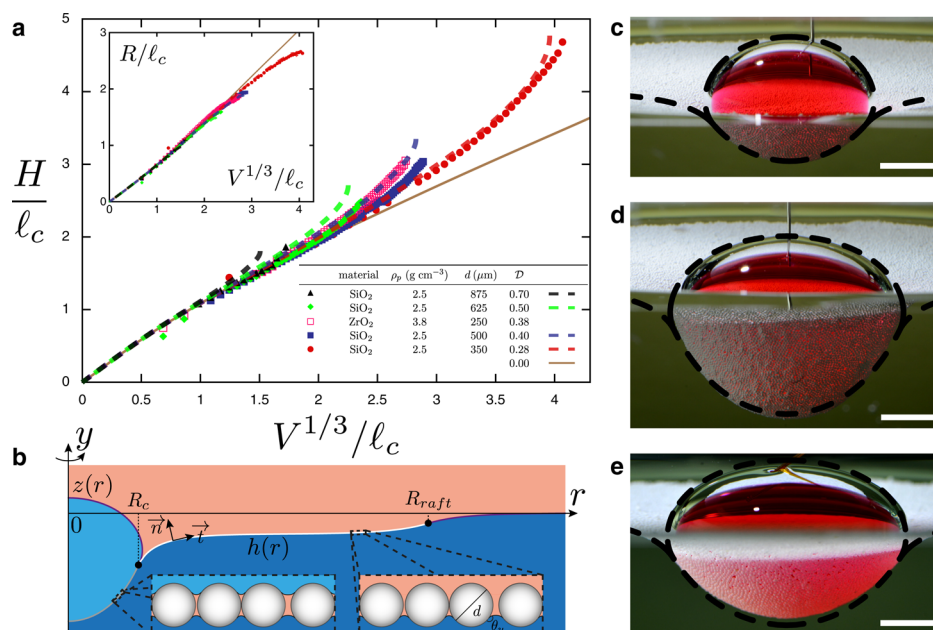 a
5
4
3
2
1
0
H
ℓc
0
0.5
1
1.5
2
2.5
3
3.5
4
V^1/3/ℓc
R/ℓc
3
2
1
0
0
1
2
3
4
V^1/3/ℓc
material ρp (g cm−3) d (μm) D
SiO2 2.5 875 0.70
SiO2 2.5 625 0.50
ZrO2 3.8 250 0.38
SiO2 2.5 500 0.40
SiO2 2.5 350 0.28
0.00
b
y
z(r)
Rc
Rraft
r
0
n
t
h(r)
d
c
d
e